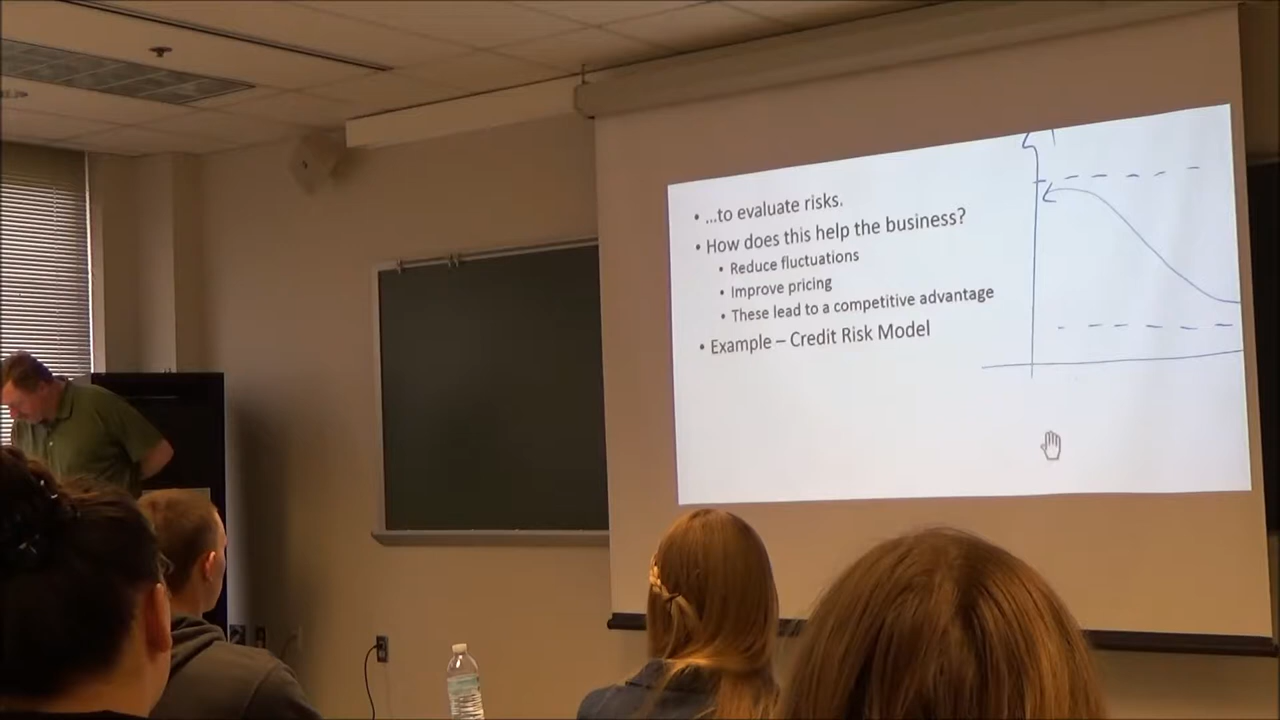 • ...to evaluate risks.
• How does this help the business?
• Reduce fluctuations
• Improve pricing
• These lead to a competitive advantage
• Example – Credit Risk Model